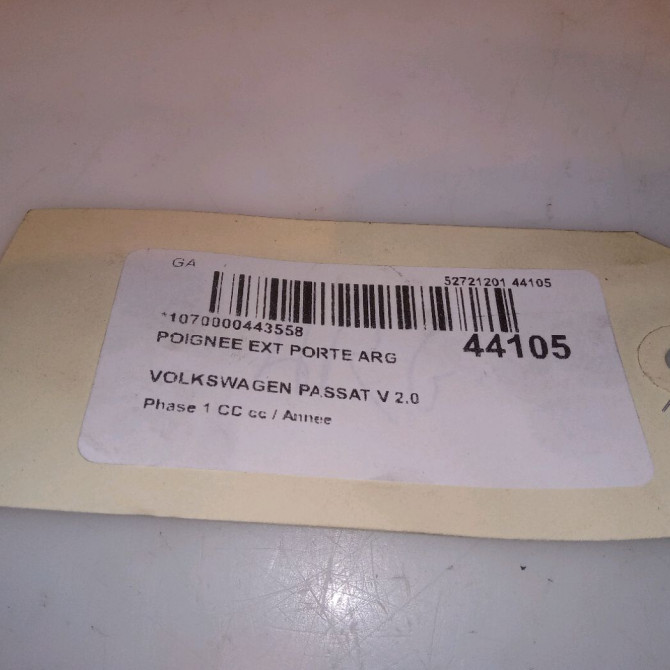 GA
52721201 44105
*1070000443558
44105
POIGNEE EXT PORTE ARG
VOLKSWAGEN PASSAT V 2.0
Phase 1 CC cc / Annee